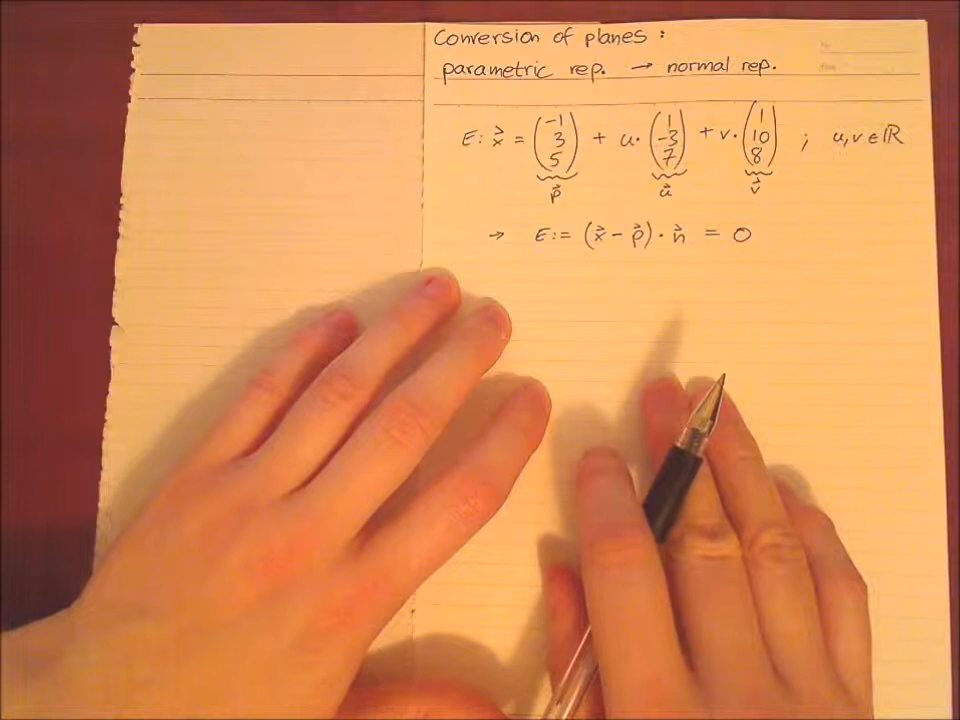 Conversion of planes :
parametric rep. → normal rep.
E: x⃗ = (-1 3 5) + u · (1 -3 7) + v · (1 10 8) ; u,v ∈ ℝ
p⃗ u⃗ v⃗
→ E:= (x⃗ - p⃗) · n⃗ = 0